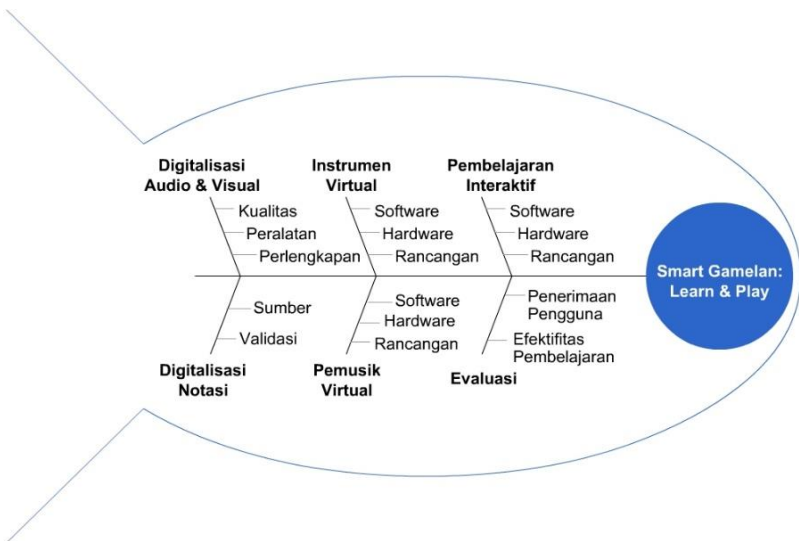 Digitalisasi
Audio & Visual
Kualitas
Peralatan
Perlengkapan
Instrumen
Virtual
Software
Hardware
Rancangan
Pembelajaran
Interaktif
Software
Hardware
Rancangan
Smart Gamelan:
Learn & Play
Sumber
Validasi
Digitalisasi
Notasi
Software
Hardware
Rancangan
Pemusik
Virtual
Penerimaan
Pengguna
Efektifitas
Pembelajaran
Evaluasi